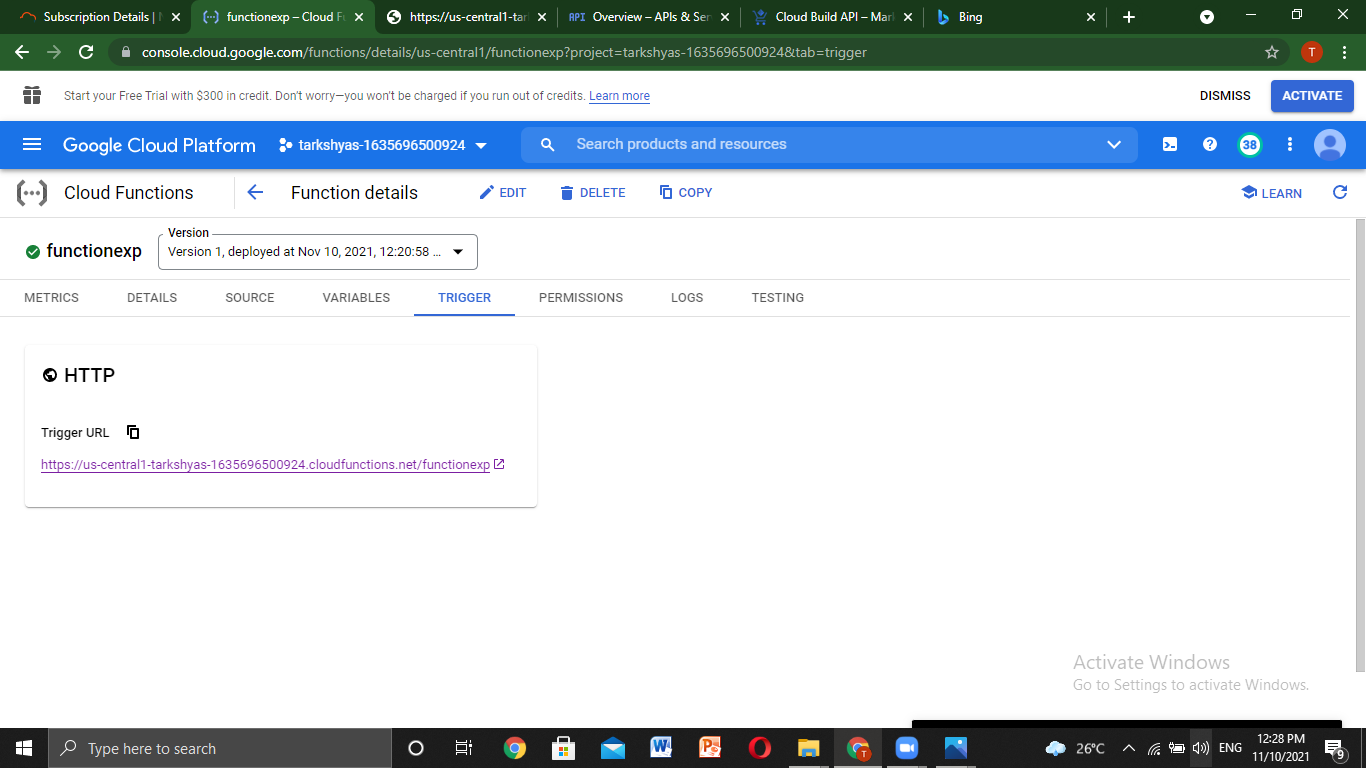 Subscription Details |
functionexp – Cloud F
https://us-central1-tar
API Overview – APIs & Ser
Cloud Build API – Mar
Bing
console.cloud.google.com/functions/details/us-central1/functionexp?project=tarkshyas-1635696500924&tab=trigger
T
Start your Free Trial with $300 in credit. Don't worry—you won't be charged if you run out of credits. Learn more
DISMISS
ACTIVATE
Google Cloud Platform
tarkshyas-1635696500924
Search products and resources
38
Cloud Functions
Function details
EDIT
DELETE
COPY
LEARN
functionexp
Version
Version 1, deployed at Nov 10, 2021, 12:20:58 ...
METRICS
DETAILS
SOURCE
VARIABLES
TRIGGER
PERMISSIONS
LOGS
TESTING
HTTP
Trigger URL
https://us-central1-tarkshyas-1635696500924.cloudfunctions.net/functionexp
Activate Windows
Go to Settings to activate Windows.
Type here to search
26°C
ENG
12:28 PM
11/10/2021
9